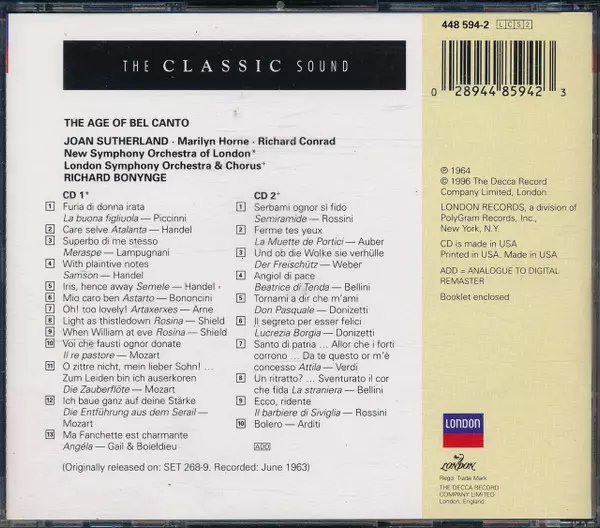 THE CLASSIC SOUND
THE AGE OF BEL CANTO
JOAN SUTHERLAND · Marilyn Horne · Richard Conrad
New Symphony Orchestra of London*
London Symphony Orchestra & Chorus+
RICHARD BONYNGE
CD 1*
1 Furia di donna irata
La buona figliuola — Piccinni
2 Care selve Atalanta — Handel
3 Superbo di me stesso
Meraspe — Lampugnani
4 With plaintive notes
Samson — Handel
5 Iris, hence away Semele — Handel
6 Mio caro ben Astarto — Bononcini
7 Oh! too lovely! Artaxerxes — Arne
8 Light as thistledown Rosina — Shield
9 When William at eve Rosina — Shield
10 Voi che fausti ognor donate
Il re pastore — Mozart
11 O zittre nicht, mein lieber Sohn! ...
Zum Leiden bin ich auserkoren
Die Zauberflöte — Mozart
12 Ich baue ganz auf deine Stärke
Die Entführung aus dem Serail —
Mozart
13 Ma Fanchette est charmante
Angéla — Gail & Boieldieu
CD 2+
1 Serbami ognor si fido
Semiramide — Rossini
2 Ferme tes yeux
La Muette de Portici — Auber
3 Und ob die Wolke sie verhülle
Der Freischütz — Weber
4 Angiol di pace
Beatrice di Tenda — Bellini
5 Tornami a dir che m'ami
Don Pasquale — Donizetti
6 Il segreto per esser felici
Lucrezia Borgia — Donizetti
7 Santo di patria ... Allor che i forti
corrono ... Da te questo or m'è
concesso Attila — Verdi
8 Un ritratto? ... Sventurato il cor
che fida La straniera — Bellini
9 Ecco, ridente
Il barbiere di Siviglia — Rossini
10 Bolero — Arditi
ADD
(Originally released on: SET 268-9. Recorded: June 1963)
448 594-2 LCS2
0 28944 85942 3
℗ 1964
© 1996 The Decca Record
Company Limited, London
LONDON RECORDS, a division of
PolyGram Records, Inc.,
New York, N.Y.
CD is made in USA
Printed in USA. Made in USA
ADD = ANALOGUE TO DIGITAL
REMASTER
Booklet enclosed
LONDON
London
Regd Trade Mark
THE DECCA RECORD
COMPANY LIMITED
London, England.